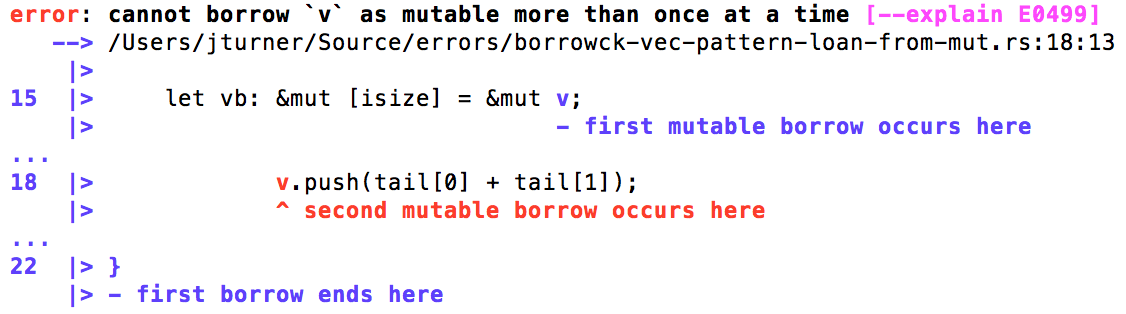 error: cannot borrow `v` as mutable more than once at a time [--explain E0499]
   --> /Users/jturner/Source/errors/borrowck-vec-pattern-loan-from-mut.rs:18:13
    |>
15  |>     let vb: &mut [isize] = &mut v;
    |>                                 - first mutable borrow occurs here
...
18  |>             v.push(tail[0] + tail[1]);
    |>             ^ second mutable borrow occurs here
...
22  |> }
    |> - first borrow ends here